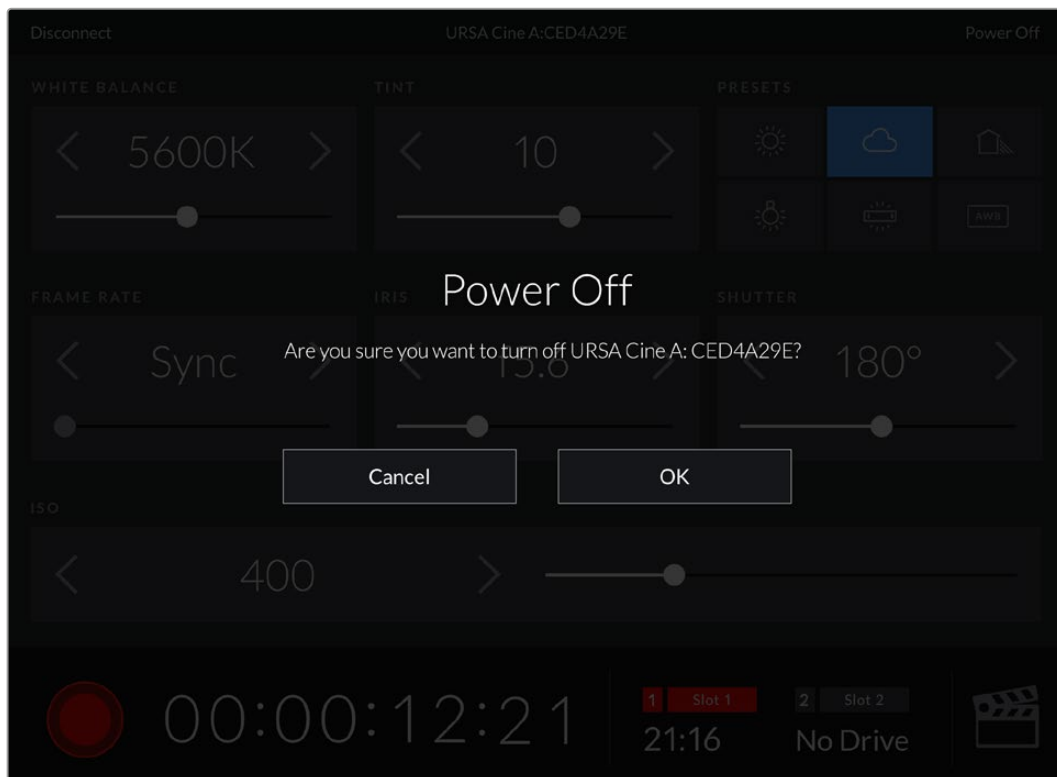 Disconnect URSA Cine A:CED4A29E Power Off
WHITE BALANCE TINT PRESETS
5600K 10
AWB
Power Off
FRAME RATE IRIS SHUTTER
Are you sure you want to turn off URSA Cine A: CED4A29E?
Sync 15.6 180°
Cancel OK
ISO
400
1 Slot 1 2 Slot 2
00:00:12:21
21:16 No Drive